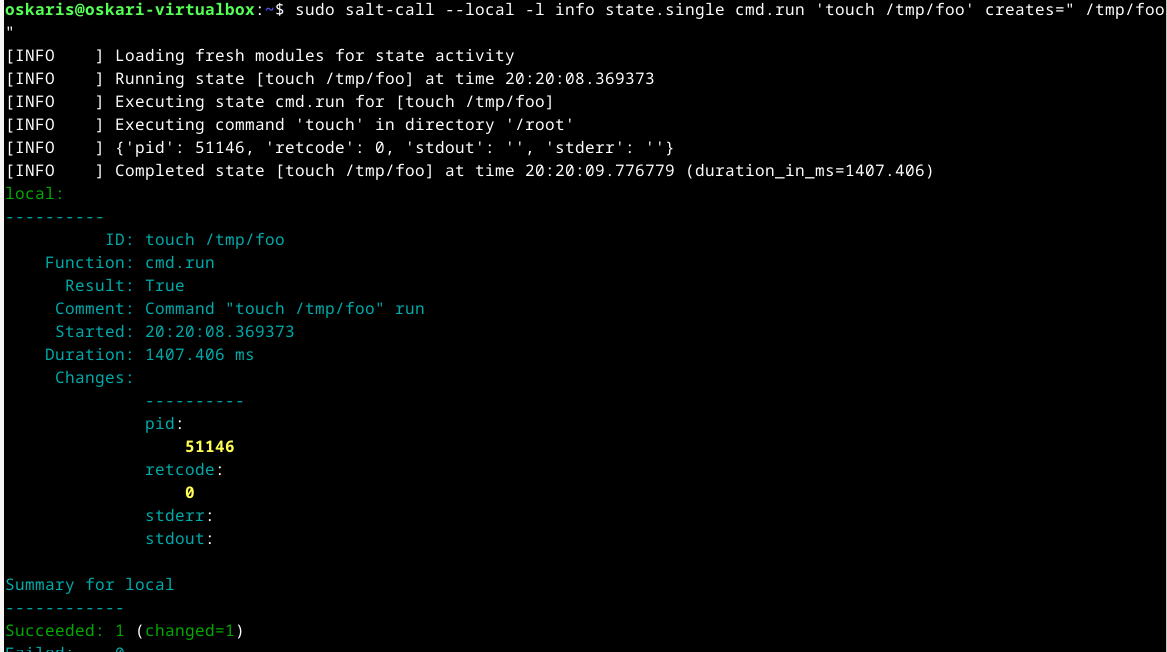 oskaris@oskari-virtualbox:~$ sudo salt-call --local -l info state.single cmd.run 'touch /tmp/foo' creates=" /tmp/foo
"
[INFO    ] Loading fresh modules for state activity
[INFO    ] Running state [touch /tmp/foo] at time 20:20:08.369373
[INFO    ] Executing state cmd.run for [touch /tmp/foo]
[INFO    ] Executing command 'touch' in directory '/root'
[INFO    ] {'pid': 51146, 'retcode': 0, 'stdout': '', 'stderr': ''}
[INFO    ] Completed state [touch /tmp/foo] at time 20:20:09.776779 (duration_in_ms=1407.406)
local:
----------
          ID: touch /tmp/foo
    Function: cmd.run
      Result: True
     Comment: Command "touch /tmp/foo" run
     Started: 20:20:08.369373
    Duration: 1407.406 ms
     Changes:
              ----------
              pid:
                  51146
              retcode:
                  0
              stderr:
              stdout:

Summary for local
------------
Succeeded: 1 (changed=1)
Failed:    0